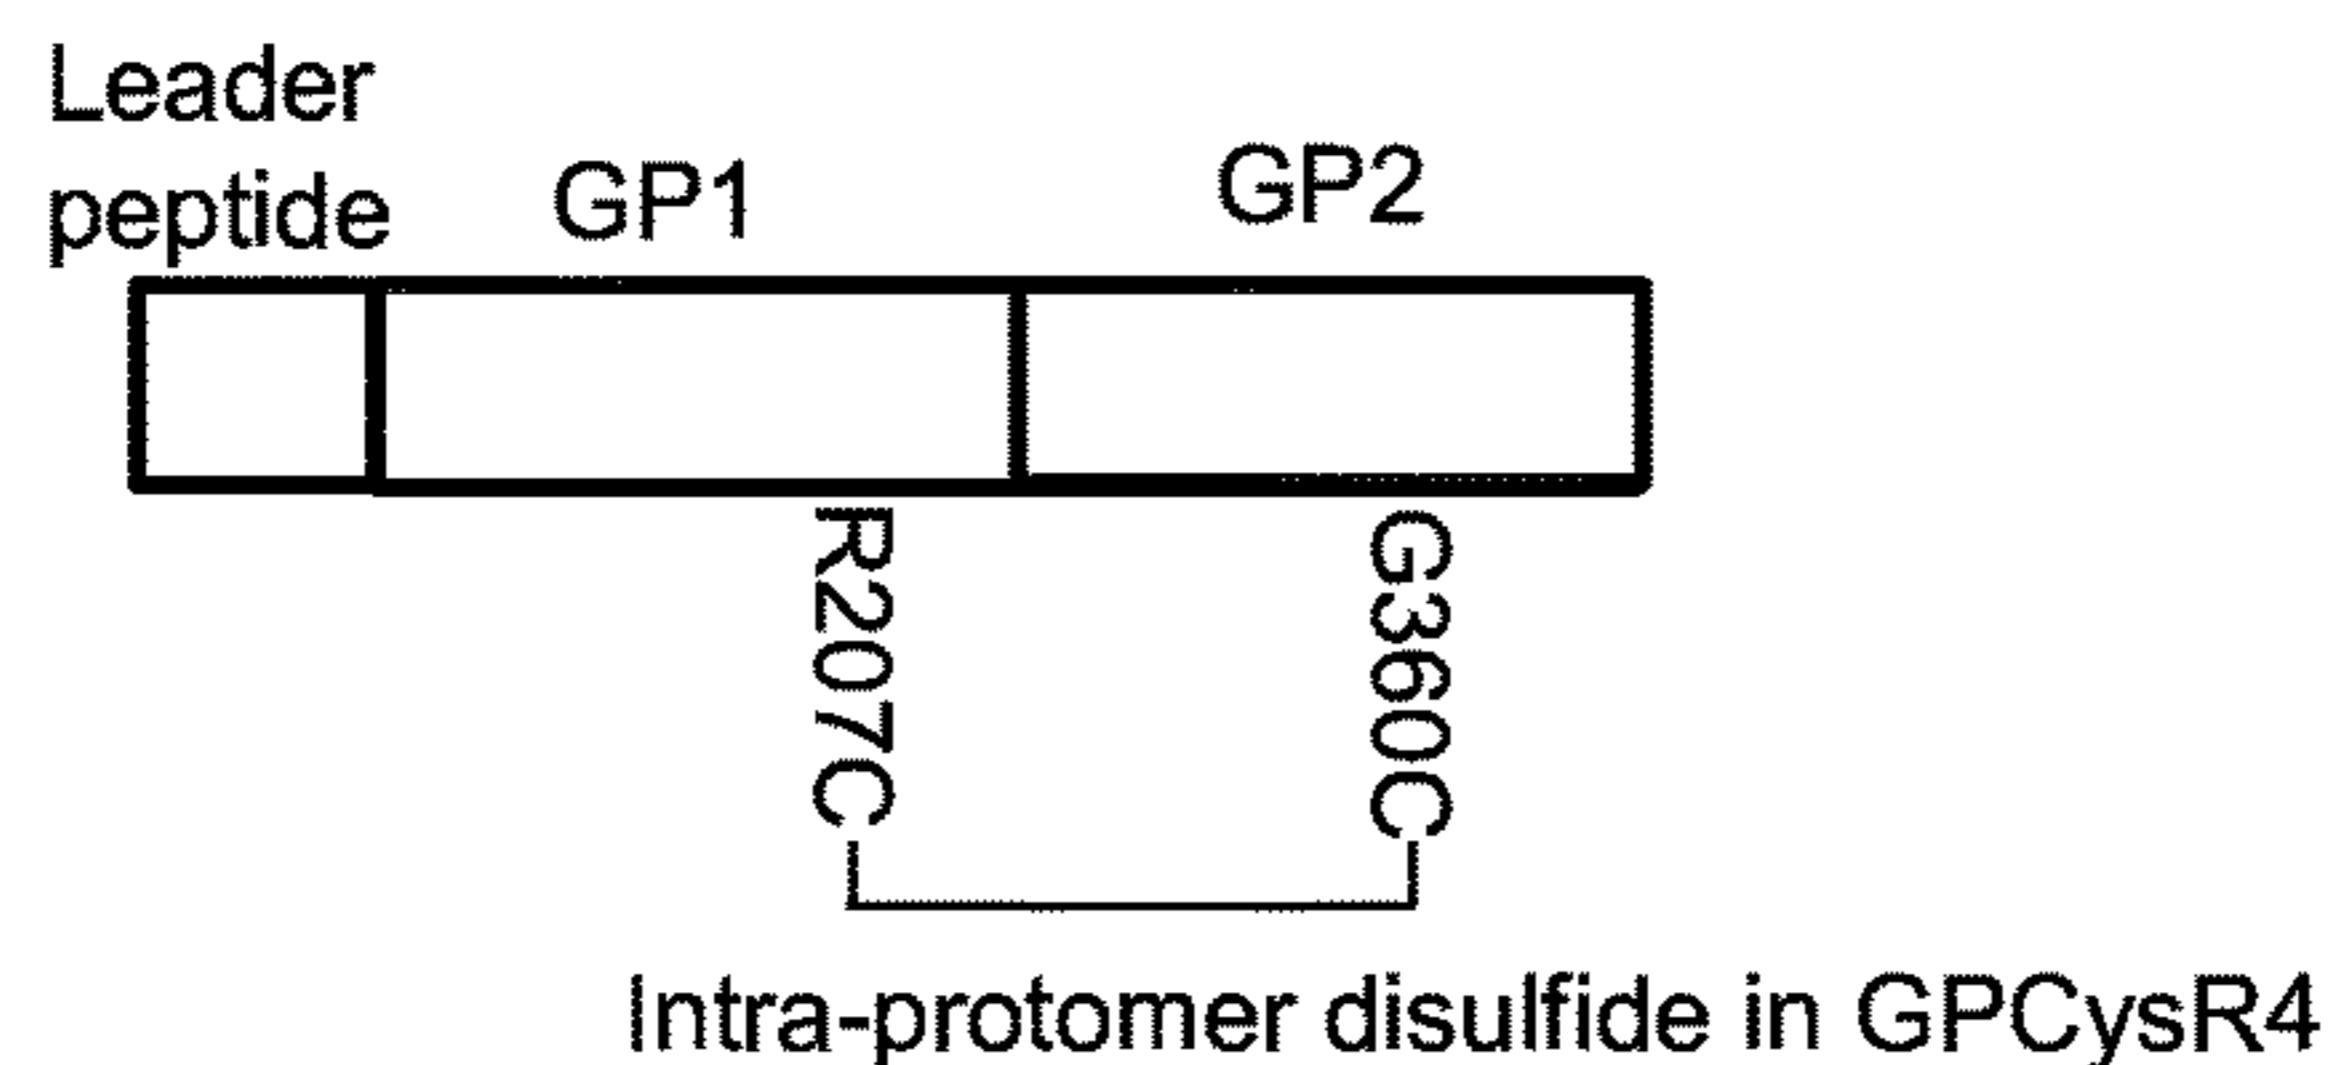 Leader
peptide
GP1
GP2
R207C
G360C
Intra-protomer disulfide in GPCysR4